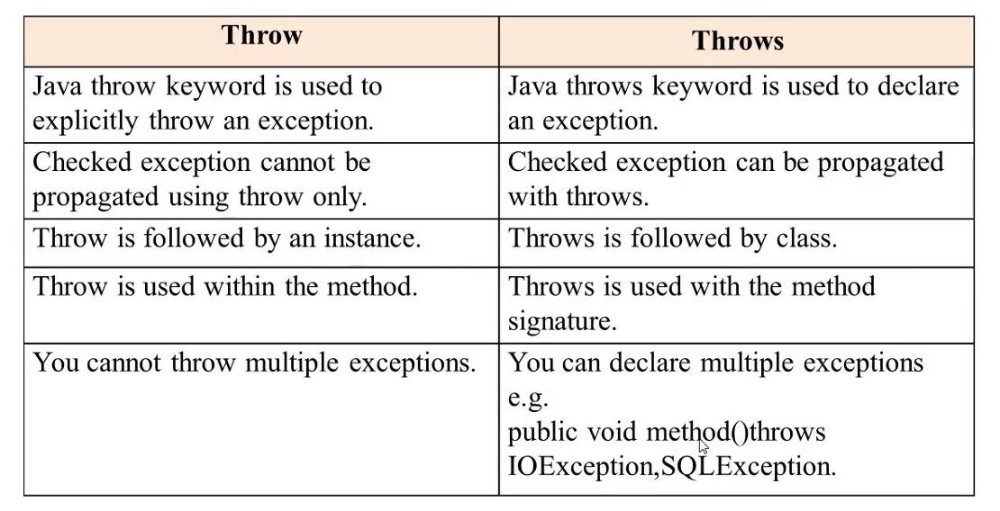 Throw
Throws
Java throw keyword is used to
explicitly throw an exception.
Java throws keyword is used to declare
an exception.
Checked exception cannot be
propagated using throw only.
Checked exception can be propagated
with throws.
Throw is followed by an instance.
Throws is followed by class.
Throw is used within the method.
Throws is used with the method
signature.
You cannot throw multiple exceptions.
You can declare multiple exceptions
e.g.
public void method()throws
IOException,SQLException.